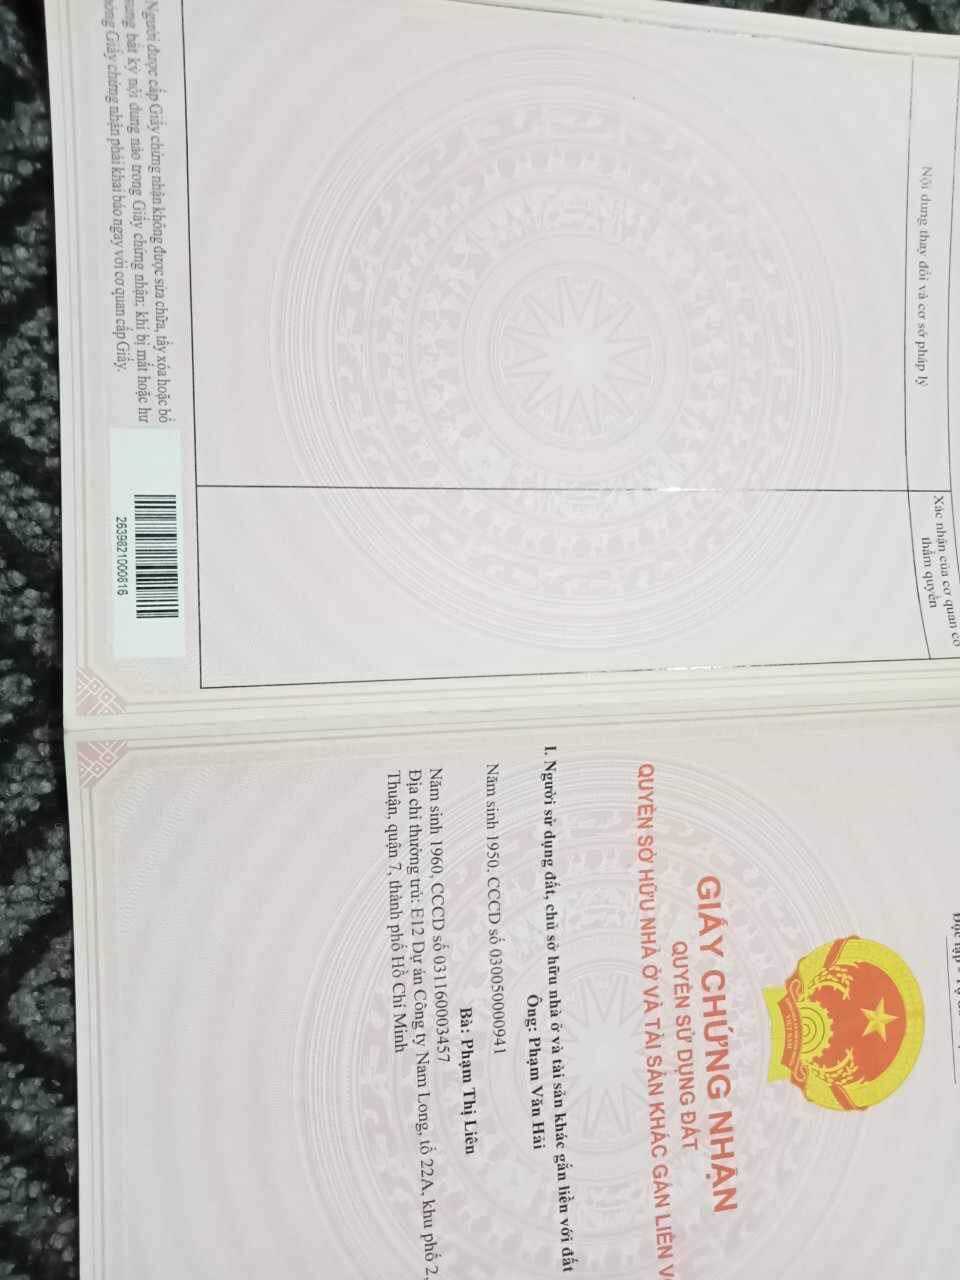 Nội dung thay đổi và cơ sở pháp lý
Xác nhận của cơ quan có
thẩm quyền
Người được cấp Giấy chứng nhận không được sửa chữa, tẩy xóa hoặc bổ
sung bất kỳ nội dung nào trong Giấy chứng nhận; khi bị mất hoặc hư
hỏng Giấy chứng nhận phải khai báo ngay với cơ quan cấp Giấy.
2639821000816
Độc lập - Tự
GIẤY CHỨNG NHẬN
QUYỀN SỬ DỤNG ĐẤT
QUYỀN SỞ HỮU NHÀ Ở VÀ TÀI SẢN KHÁC GẮN LIỀN V
I. Người sử dụng đất, chủ sở hữu nhà ở và tài sản khác gắn liền với đất
Ông: Phạm Văn Hải
Năm sinh 1950, CCCD số 030050000941
Bà: Phạm Thị Liên
Năm sinh 1960, CCCD số 031160003457
Địa chỉ thường trú: E12 Dự án Công ty Nam Long, tổ 22A, khu phố 2,
Thuận, quận 7, thành phố Hồ Chí Minh